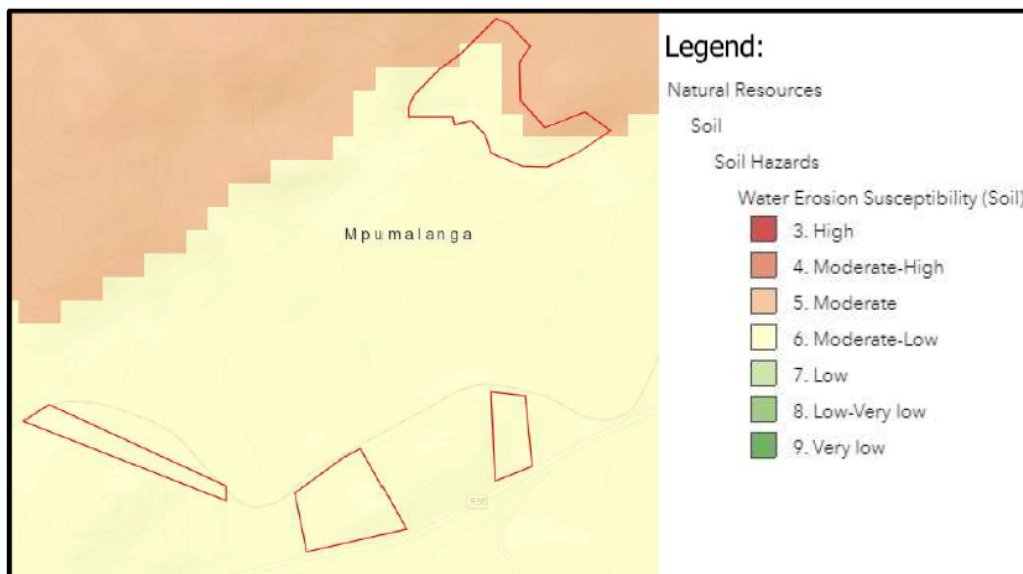 Legend:
Natural Resources
Soil
Soil Hazards
Water Erosion Susceptibility (Soil)
3. High
4. Moderate-High
5. Moderate
6. Moderate-Low
7. Low
8. Low-Very low
9. Very low
Mpumalanga